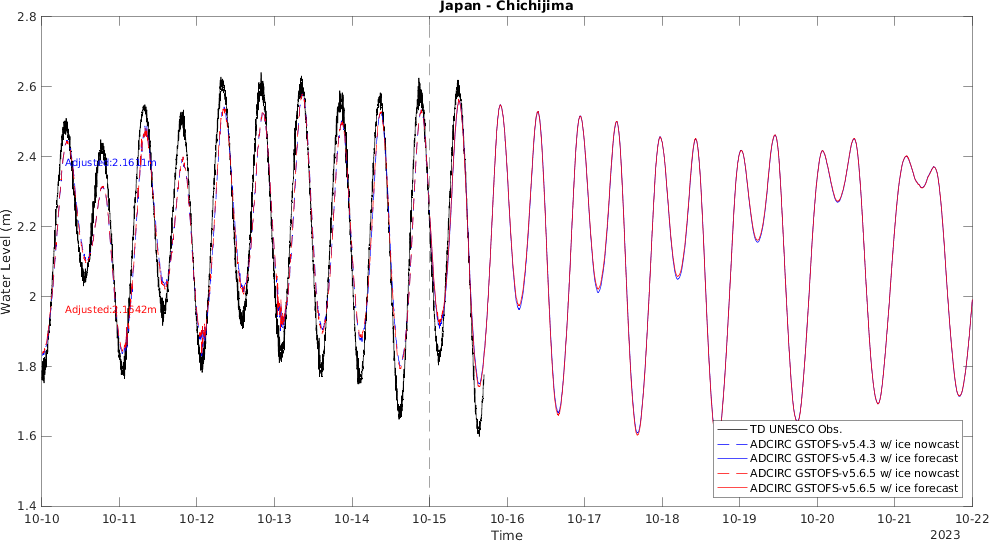 Japan - Chichijima
Water Level (m)
2.8
2.6
2.4
2.2
2
1.8
1.6
1.4
Adjusted:2.1611m
Adjusted:2.1642m
TD UNESCO Obs.
ADCIRC GSTOFS-v5.4.3 w/ ice nowcast
ADCIRC GSTOFS-v5.4.3 w/ ice forecast
ADCIRC GSTOFS-v5.6.5 w/ ice nowcast
ADCIRC GSTOFS-v5.6.5 w/ ice forecast
10-10 10-11 10-12 10-13 10-14 10-15 10-16 10-17 10-18 10-19 10-20 10-21 10-22
Time
2023